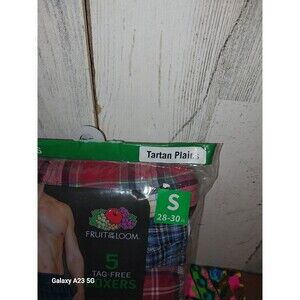 Tartan Plaids
S
28-30
FRUIT OF THE LOOM
5
TAG-FREE
BOXERS
Galaxy A23 5G